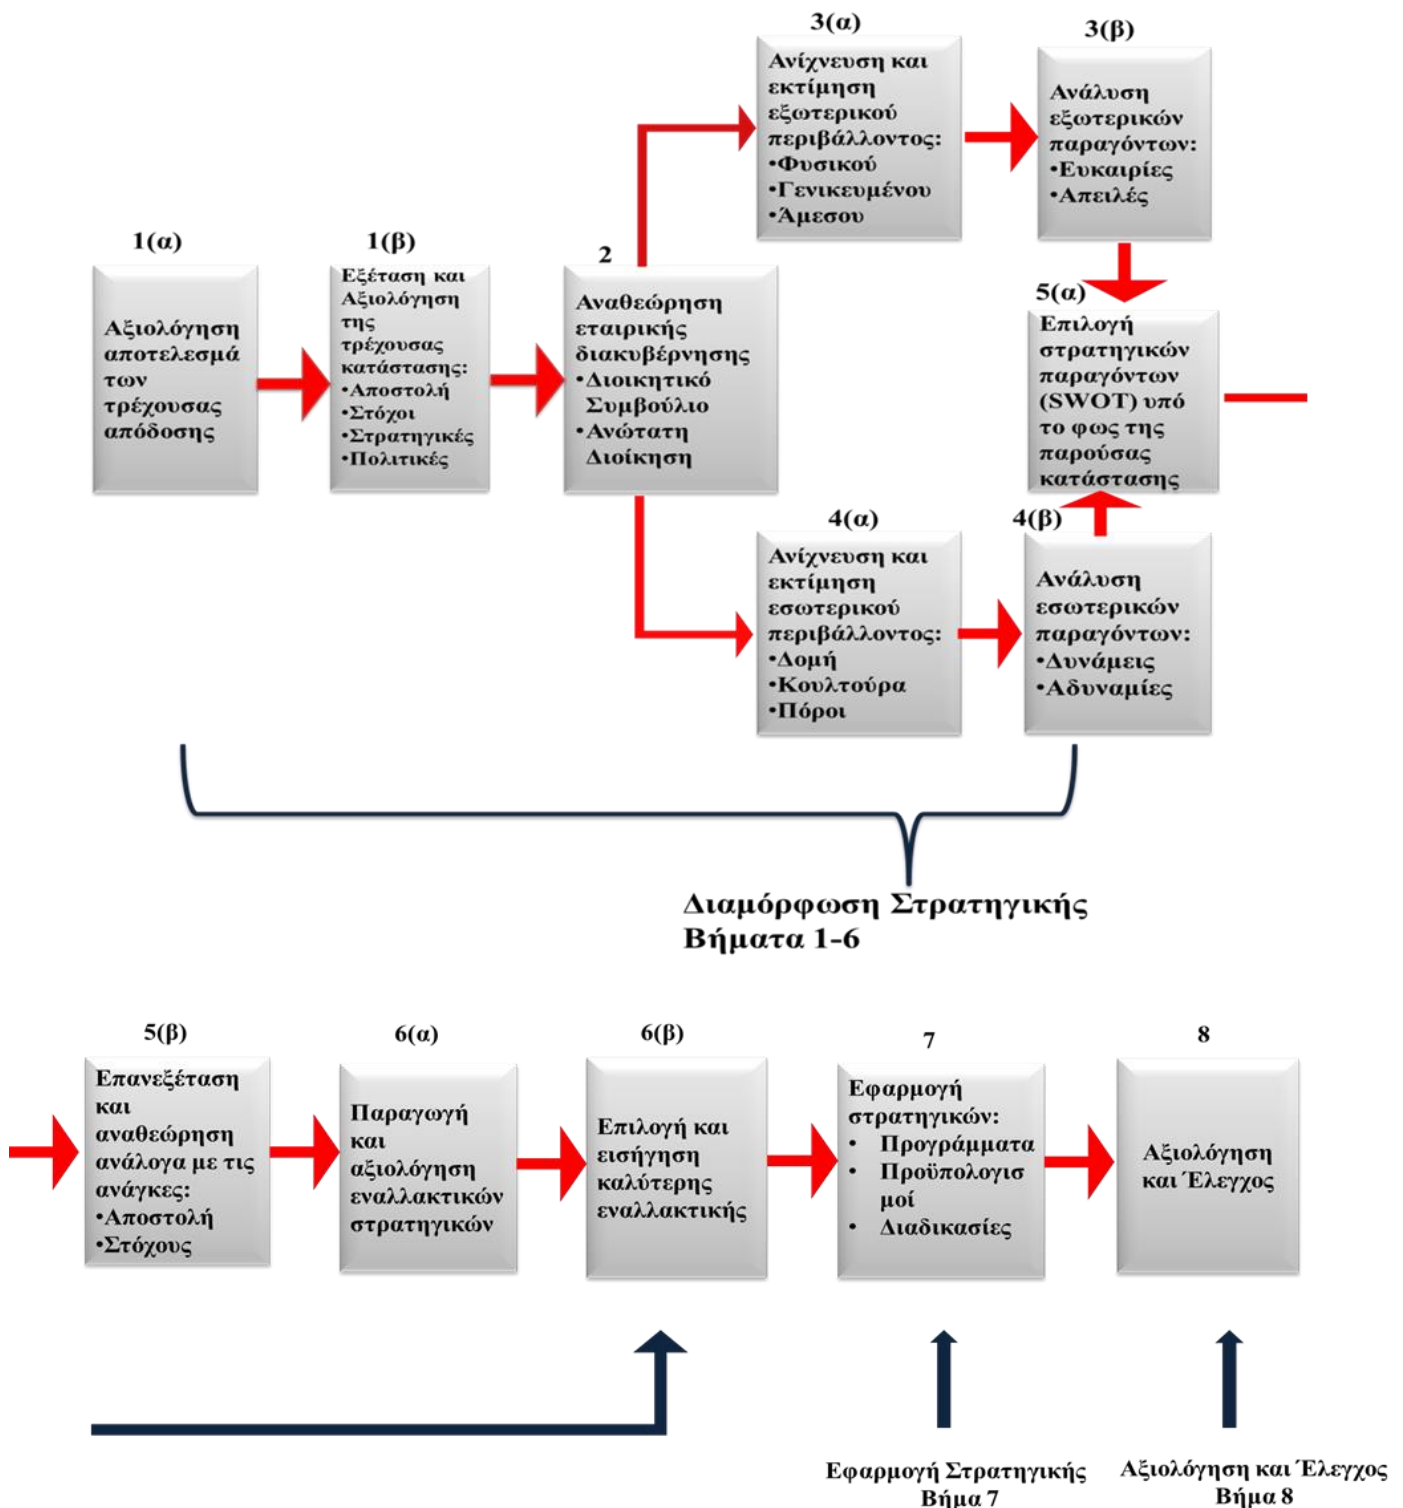 1(α)
Αξιολόγηση
αποτελεσμά
των
τρέχουσας
απόδοσης
1(β)
Εξέταση και
Αξιολόγηση
της
τρέχουσας
κατάστασης:
•Αποστολή
•Στόχοι
•Στρατηγικές
•Πολιτικές
2
Αναθεώρηση
εταιρικής
διακυβέρνησης
•Διοικητικό
Συμβούλιο
•Ανώτατη
Διοίκηση
3(α)
Ανίχνευση και
εκτίμηση
εξωτερικού
περιβάλλοντος:
•Φυσικού
•Γενικευμένου
•Άμεσου
3(β)
Ανάλυση
εξωτερικών
παραγόντων:
•Ευκαιρίες
•Απειλές
4(α)
Ανίχνευση και
εκτίμηση
εσωτερικού
περιβάλλοντος:
•Δομή
•Κουλτούρα
•Πόροι
4(β)
Ανάλυση
εσωτερικών
παραγόντων:
•Δυνάμεις
•Αδυναμίες
5(α)
Επιλογή
στρατηγικών
παραγόντων
(SWOT) υπό
το φως της
παρούσας
κατάστασης
Διαμόρφωση Στρατηγικής
Βήματα 1-6
5(β)
Επανεξέταση
και
αναθεώρηση
ανάλογα με τις
ανάγκες:
•Αποστολή
•Στόχους
6(α)
Παραγωγή
και
αξιολόγηση
εναλλακτικών
στρατηγικών
6(β)
Επιλογή και
εισήγηση
καλύτερης
εναλλακτικής
7
Εφαρμογή
στρατηγικών:
• Προγράμματα
• Προϋπολογισ
μοί
• Διαδικασίες
8
Αξιολόγηση
και Έλεγχος
Εφαρμογή Στρατηγικής
Βήμα 7
Αξιολόγηση και Έλεγχος
Βήμα 8